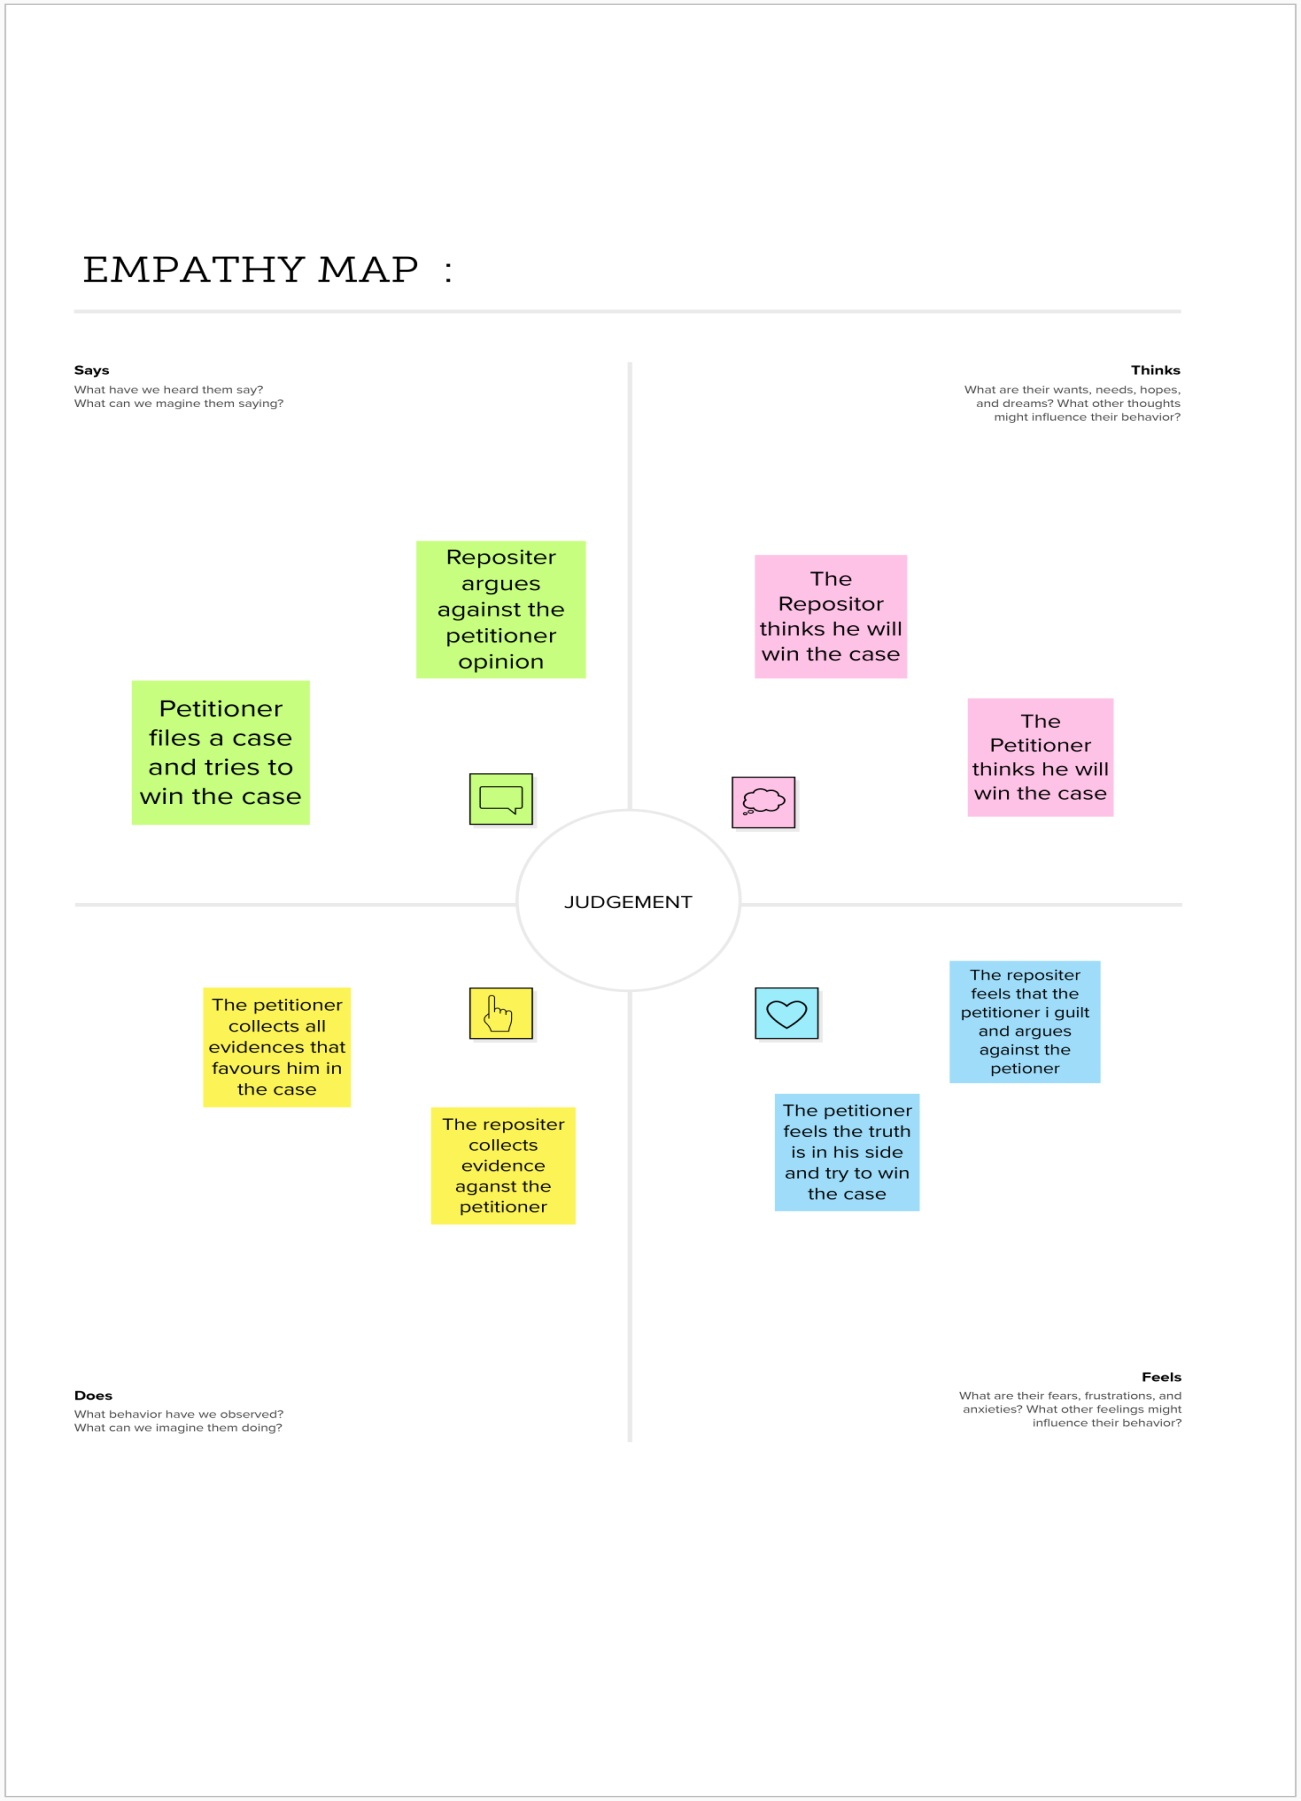 EMPATHY MAP :
Says
What have we heard them say?
What can we magine them saying?
Thinks
What are their wants, needs, hopes,
and dreams? What other thoughts
might influence their behavior?
Repositer
argues
against the
petitioner
opinion
Petitioner
files a case
and tries to
win the case
The
Repositor
thinks he will
win the case
The
Petitioner
thinks he will
win the case
JUDGEMENT
The petitioner
collects all
evidences that
favours him in
the case
The repositer
collects
evidence
aganst the
petitioner
The repositer
feels that the
petitioner i guilt
and argues
against the
petioner
The petitioner
feels the truth
is in his side
and try to win
the case
Does
What behavior have we observed?
What can we imagine them doing?
Feels
What are their fears, frustrations, and
anxieties? What other feelings might
influence their behavior?